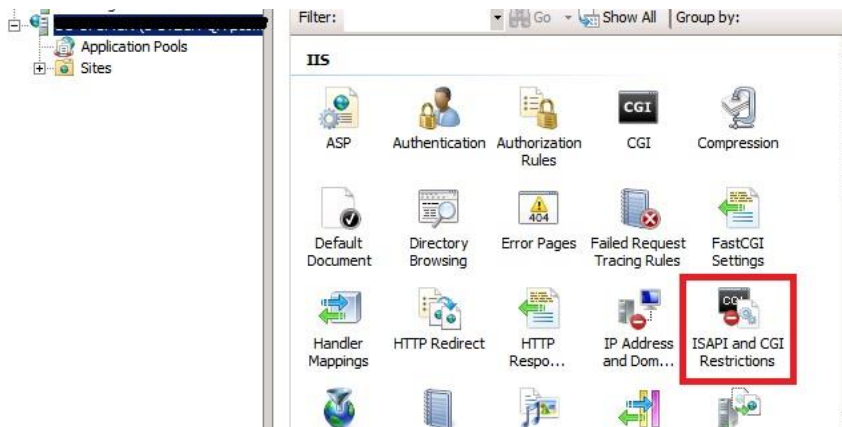 Filter:
Go
Show All
Group by:
Application Pools
Sites
IIS
ASP
Authentication
Authorization
Rules
CGI
CGI
Compression
Default
Document
Directory
Browsing
404
Error Pages
Failed Request
Tracing Rules
FastCGI
Settings
Handler
Mappings
HTTP Redirect
HTTP
Respo...
IP Address
and Dom...
ISAPI and CGI
Restrictions